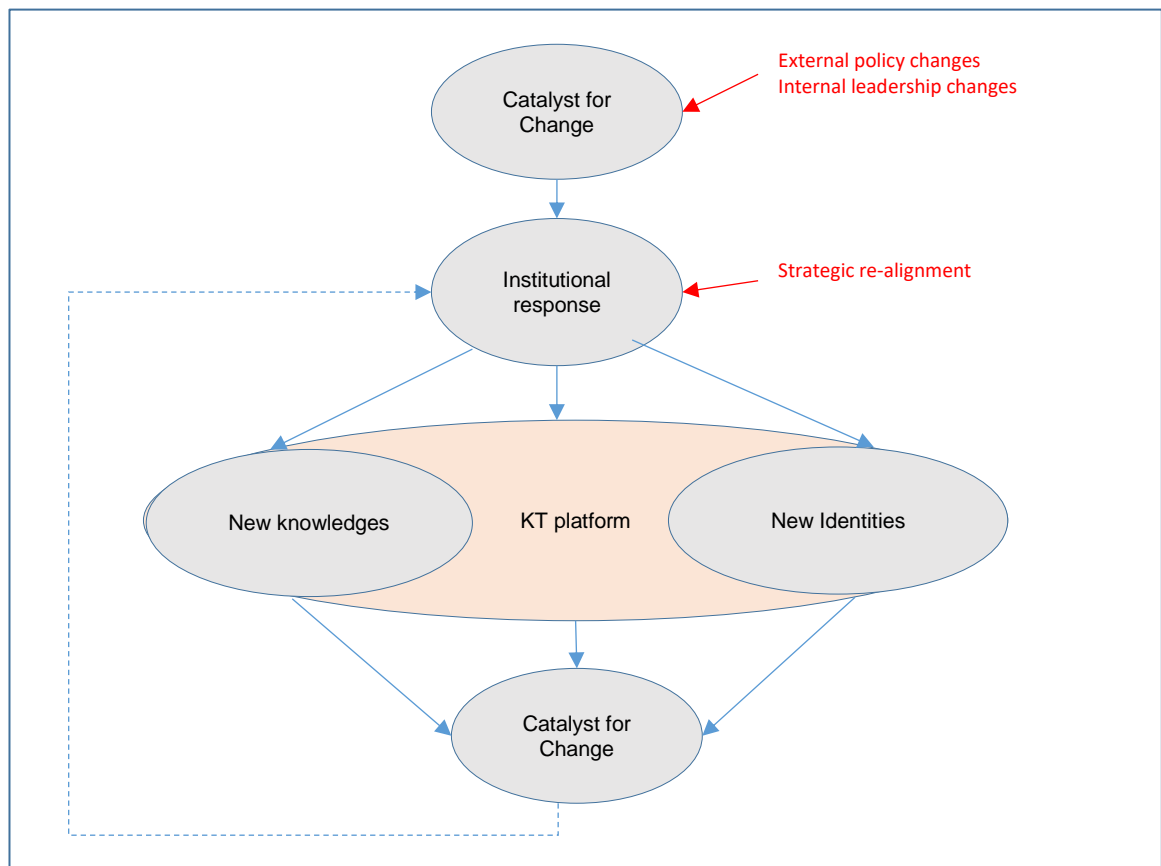 External policy changes
Internal leadership changes
Catalyst for
Change
Institutional
response
Strategic re-alignment
New knowledges
KT platform
New Identities
Catalyst for
Change